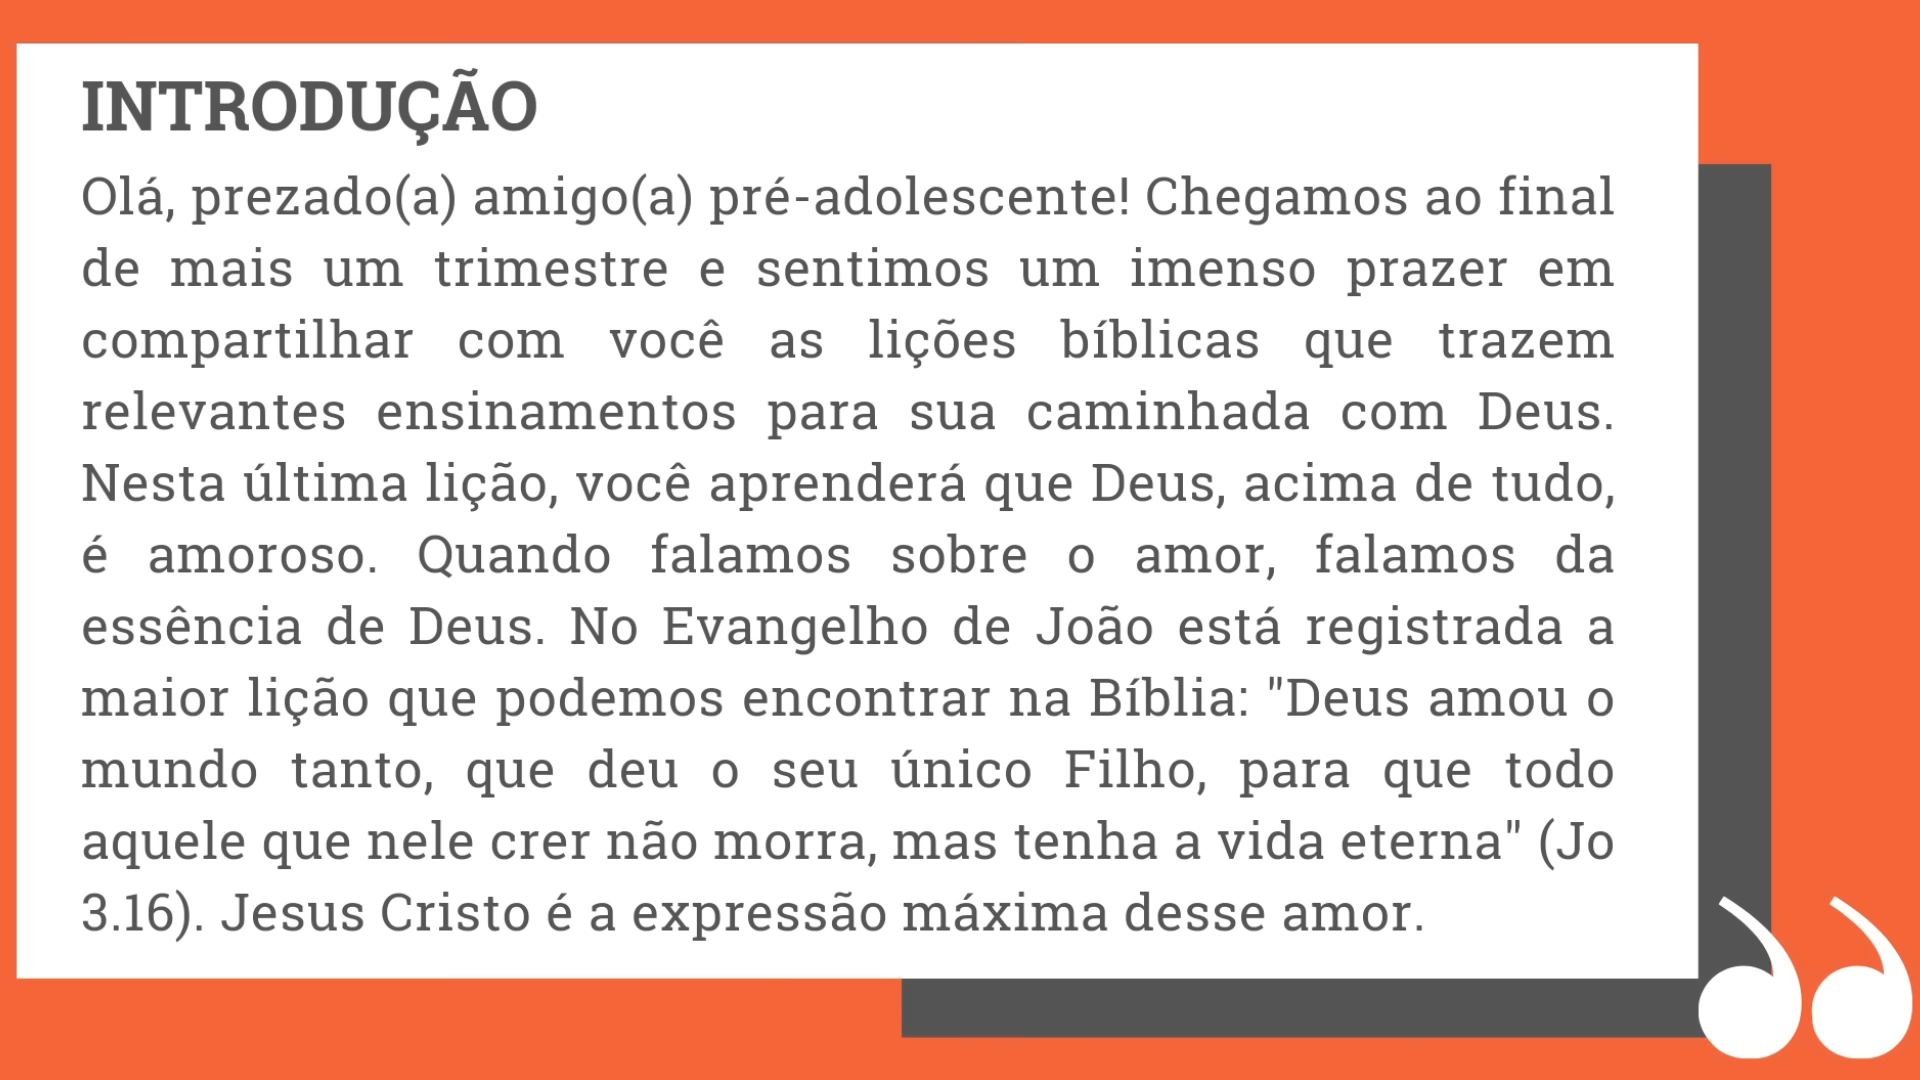 INTRODUÇÃO
Olá, prezado(a) amigo(a) pré-adolescente! Chegamos ao final
de mais um trimestre e sentimos um imenso prazer em
compartilhar com você as lições bíblicas que trazem
relevantes ensinamentos para sua caminhada com Deus.
Nesta última lição, você aprenderá que Deus, acima de tudo,
é amoroso. Quando falamos sobre o amor, falamos da
essência de Deus. No Evangelho de João está registrada a
maior lição que podemos encontrar na Bíblia: "Deus amou o
mundo tanto, que deu o seu único Filho, para que todo
aquele que nele crer não morra, mas tenha a vida eterna" (Jo
3.16). Jesus Cristo é a expressão máxima desse amor.